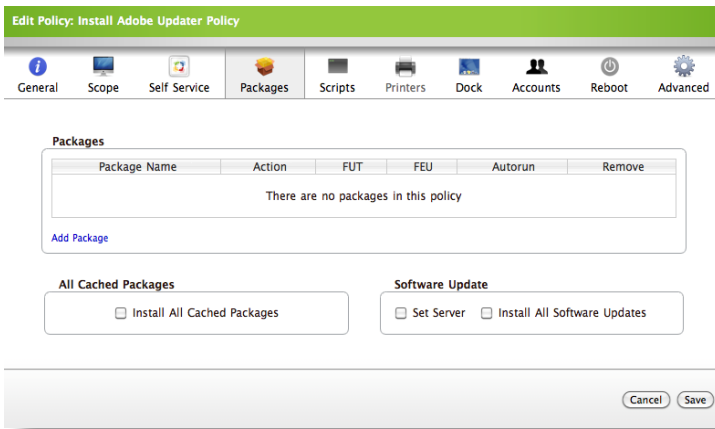 Edit Policy: Install Adobe Updater Policy
General Scope Self Service Packages Scripts Printers Dock Accounts Reboot Advanced
Packages
Package Name Action FUT FEU Autorun Remove
There are no packages in this policy
Add Package
All Cached Packages Software Update
Install All Cached Packages Set Server Install All Software Updates
Cancel Save